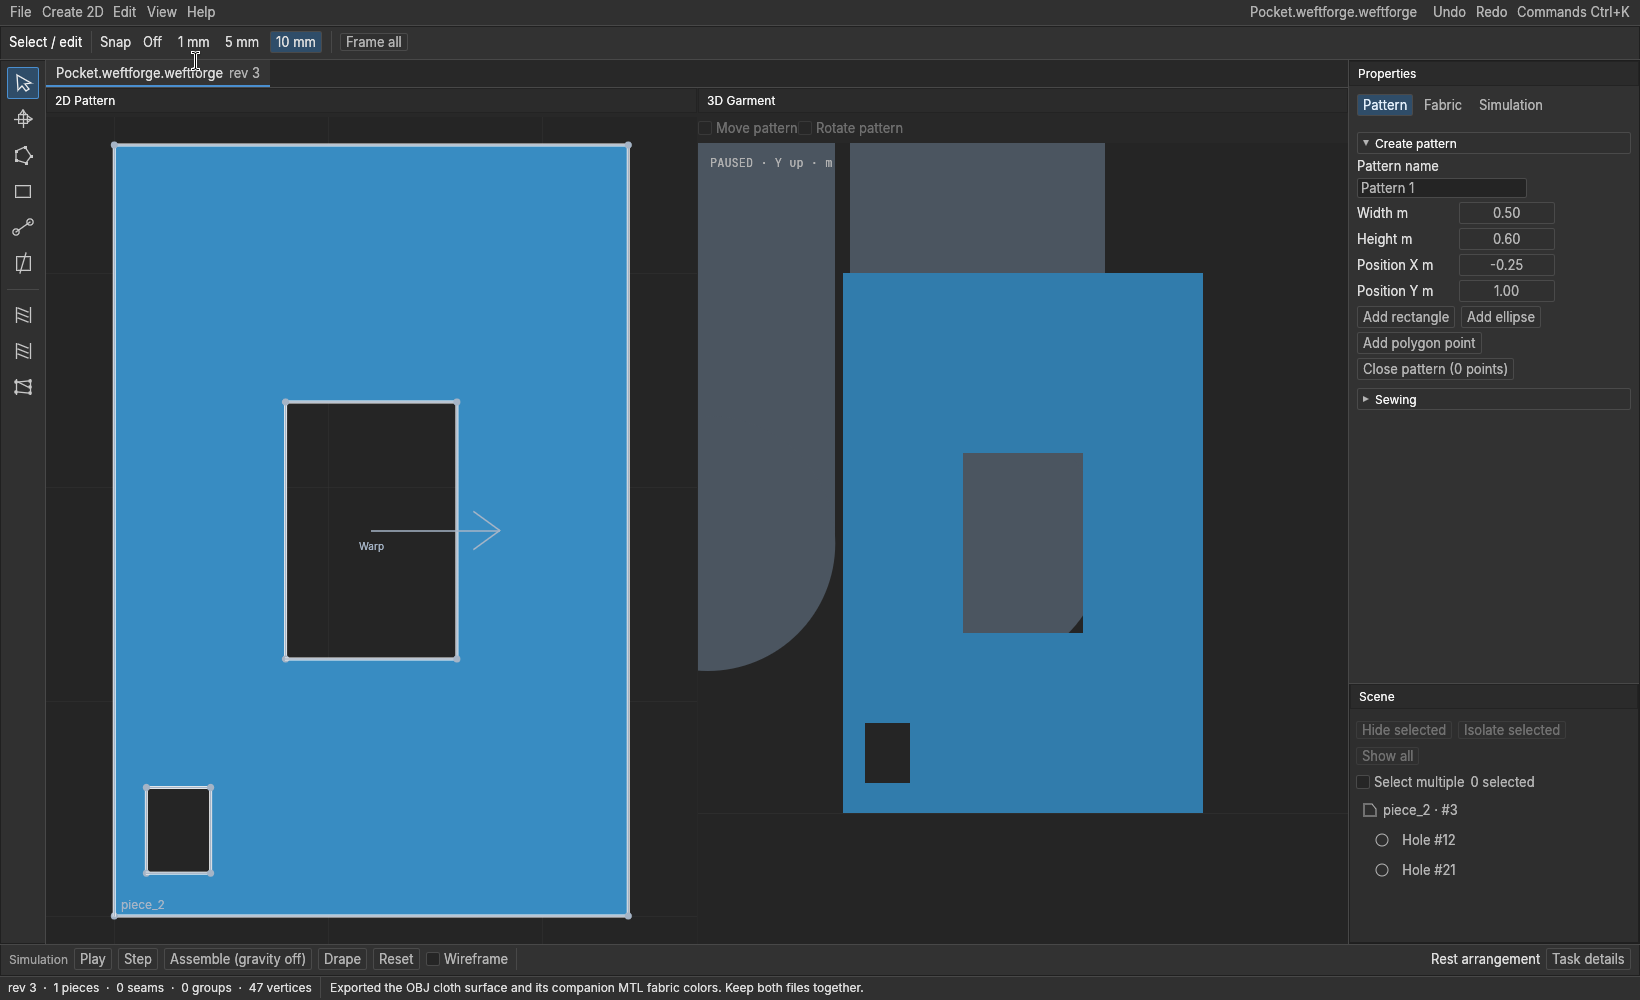 File Create 2D Edit View Help Pocket.weftforge.weftforge Undo Redo Commands Ctrl+K
Select / edit Snap Off 1 mm 5 mm 10 mm Frame all
Pocket.weftforge.weftforge rev 3
2D Pattern
Warp
piece_2
3D Garment
Move pattern Rotate pattern
PAUSED · Y up · m
Properties
Pattern Fabric Simulation
Create pattern
Pattern name
Pattern 1
Width m 0.50
Height m 0.60
Position X m -0.25
Position Y m 1.00
Add rectangle Add ellipse
Add polygon point
Close pattern (0 points)
Sewing
Scene
Hide selected Isolate selected
Show all
Select multiple 0 selected
piece_2 · #3
Hole #12
Hole #21
Simulation Play Step Assemble (gravity off) Drape Reset Wireframe Rest arrangement Task details
rev 3 · 1 pieces · 0 seams · 0 groups · 47 vertices Exported the OBJ cloth surface and its companion MTL fabric colors. Keep both files together.